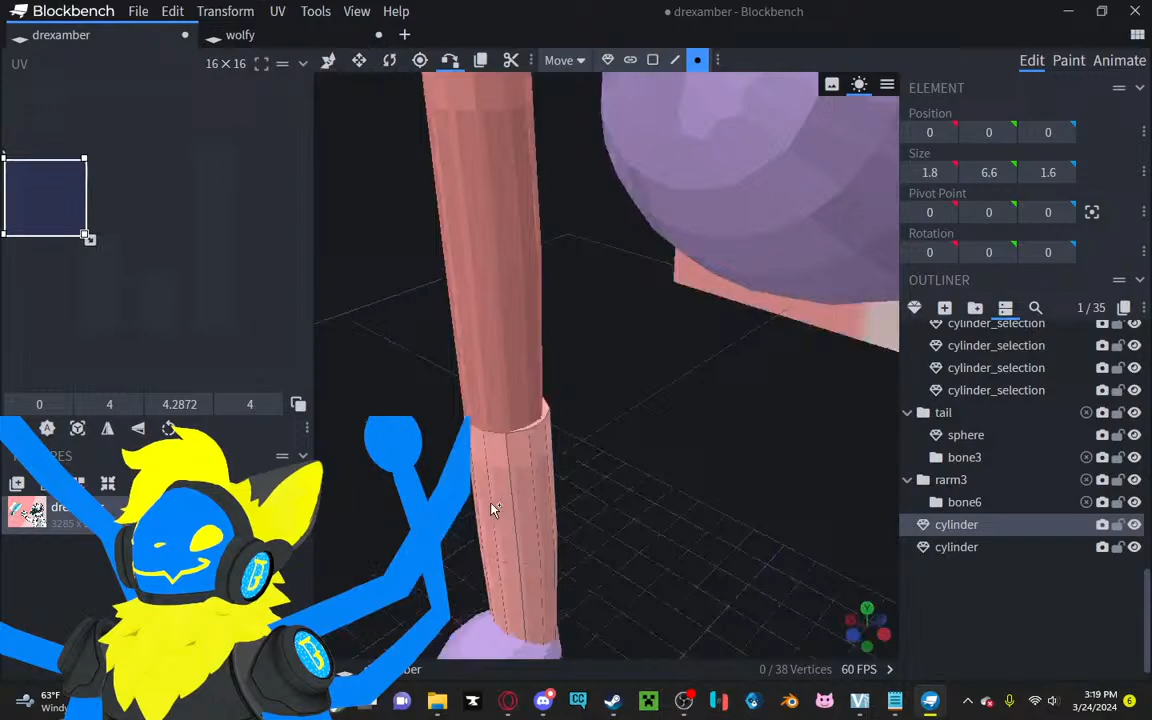 Blockbench File Edit Transform UV Tools View Help drexamber - Blockbench
drexamber wolfy
UV 16 × 16 Move Edit Paint Animate
ELEMENT
Position
0 0 0
Size
1.8 6.6 1.6
Pivot Point
0 0 0
Rotation
0 0 0
OUTLINER
1 / 35
cylinder_selection
cylinder_selection
cylinder_selection
cylinder_selection
tail
sphere
bone3
rarm3
bone6
cylinder
cylinder
0 4 4.2872 4
0 / 38 Vertices 60 FPS
63°F
Windy
3:19 PM
3/24/2024
6